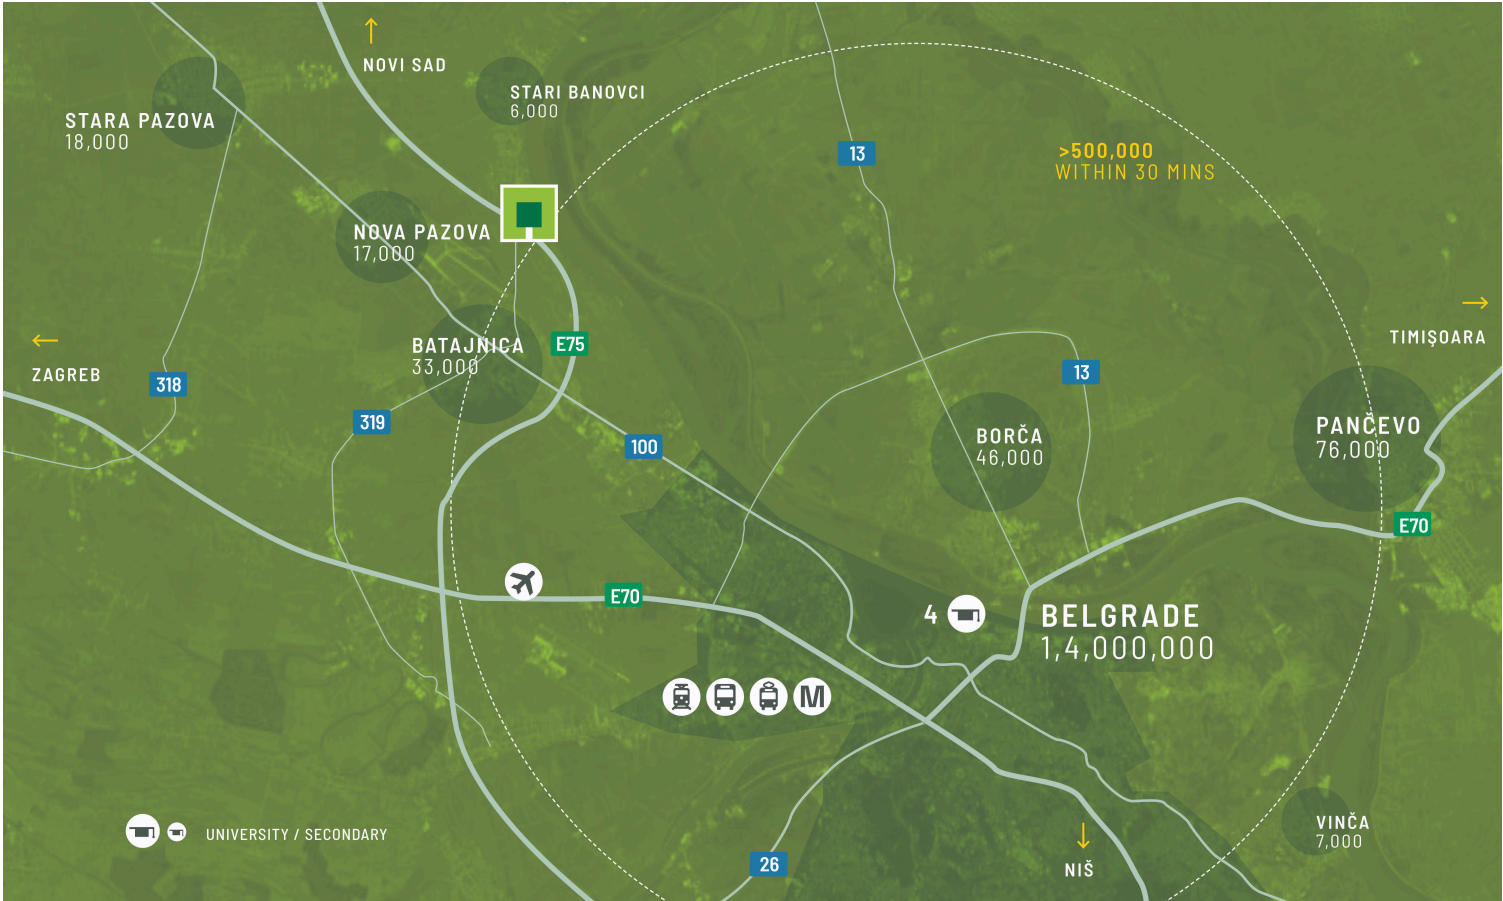 NOVI SAD
STARI BANOVCI
6,000
STARA PAZOVA
18,000
13
>500,000
WITHIN 30 MINS
NOVA PAZOVA
17,000
TIMIŞOARA
BATAJNICA
33,000
E75
ZAGREB
318
13
319
100
BORČA
46,000
PANČEVO
76,000
E70
E70
4
BELGRADE
1,4,000,000
M
UNIVERSITY / SECONDARY
26
NIŠ
VINČA
7,000